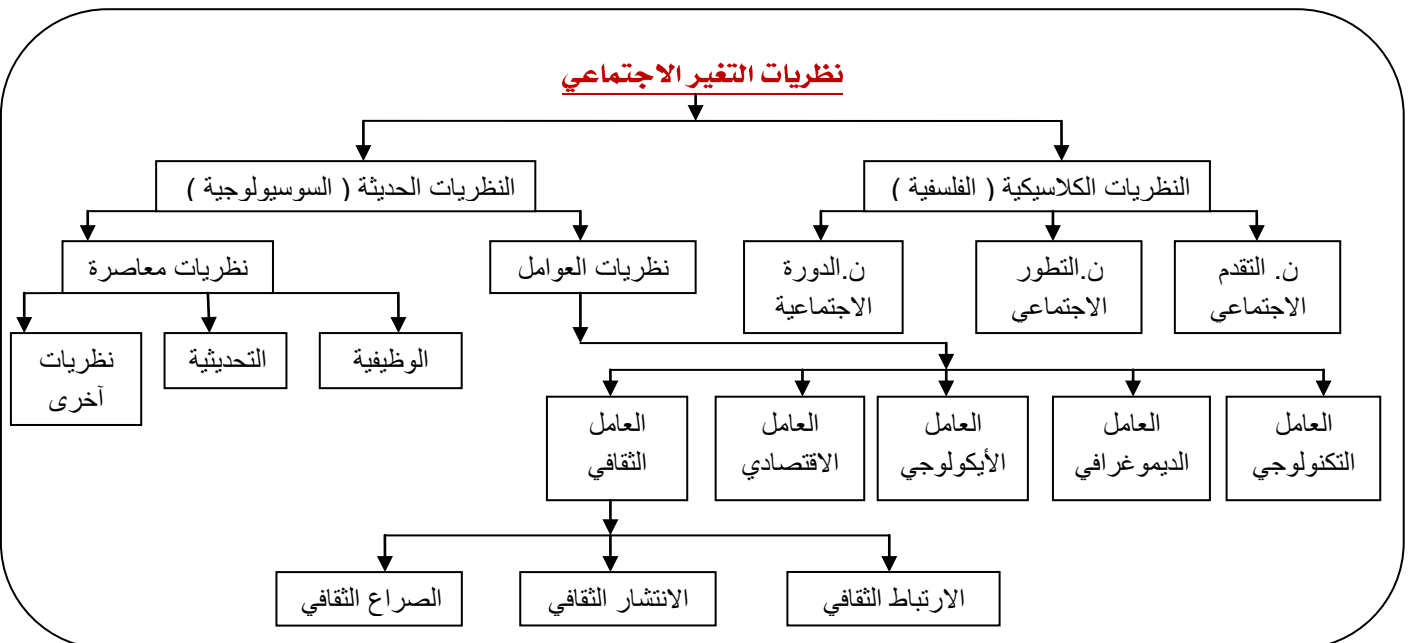 نظريات التغير الاجتماعي
النظريات الكلاسيكية ( الفلسفية )
النظريات الحديثة ( السوسيولوجية )
ن. التقدم
الاجتماعي
ن.التطور
الاجتماعي
ن.الدورة
الاجتماعية
نظريات العوامل
نظريات معاصرة
الوظيفية
التحديثية
نظريات
آخرى
العامل
التكنولوجي
العامل
الديموغرافي
العامل
الأيكولوجي
العامل
الاقتصادي
العامل
الثقافي
الارتباط الثقافي
الانتشار الثقافي
الصراع الثقافي